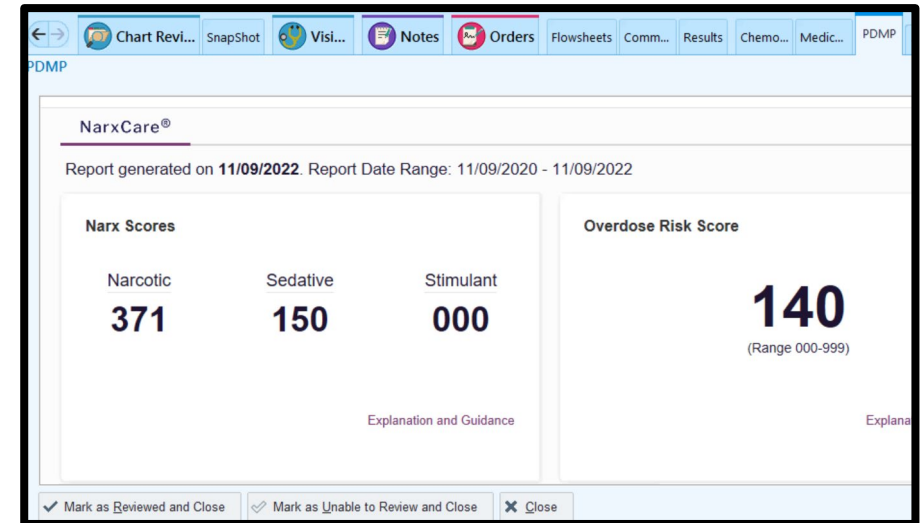 Chart Revi... SnapShot Visi... Notes Orders Flowsheets Comm... Results Chemo... Medic... PDMP
PDMP
NarxCare®
Report generated on 11/09/2022. Report Date Range: 11/09/2020 - 11/09/2022
Narx Scores
Narcotic Sedative Stimulant
371 150 000
Explanation and Guidance
Overdose Risk Score
140
(Range 000-999)
Explana
Mark as Reviewed and Close Mark as Unable to Review and Close Close